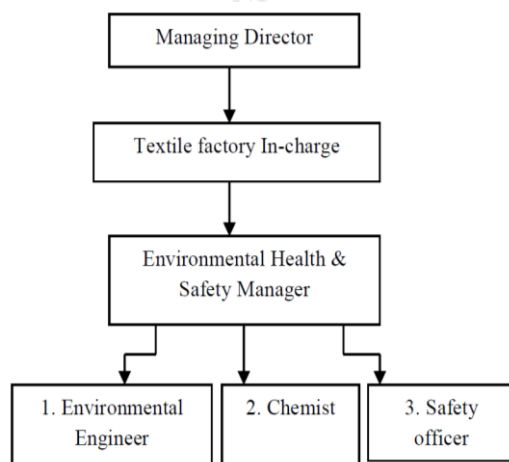 Managing Director
Textile factory In-charge
Environmental Health &
Safety Manager
1. Environmental
Engineer
2. Chemist
3. Safety
officer